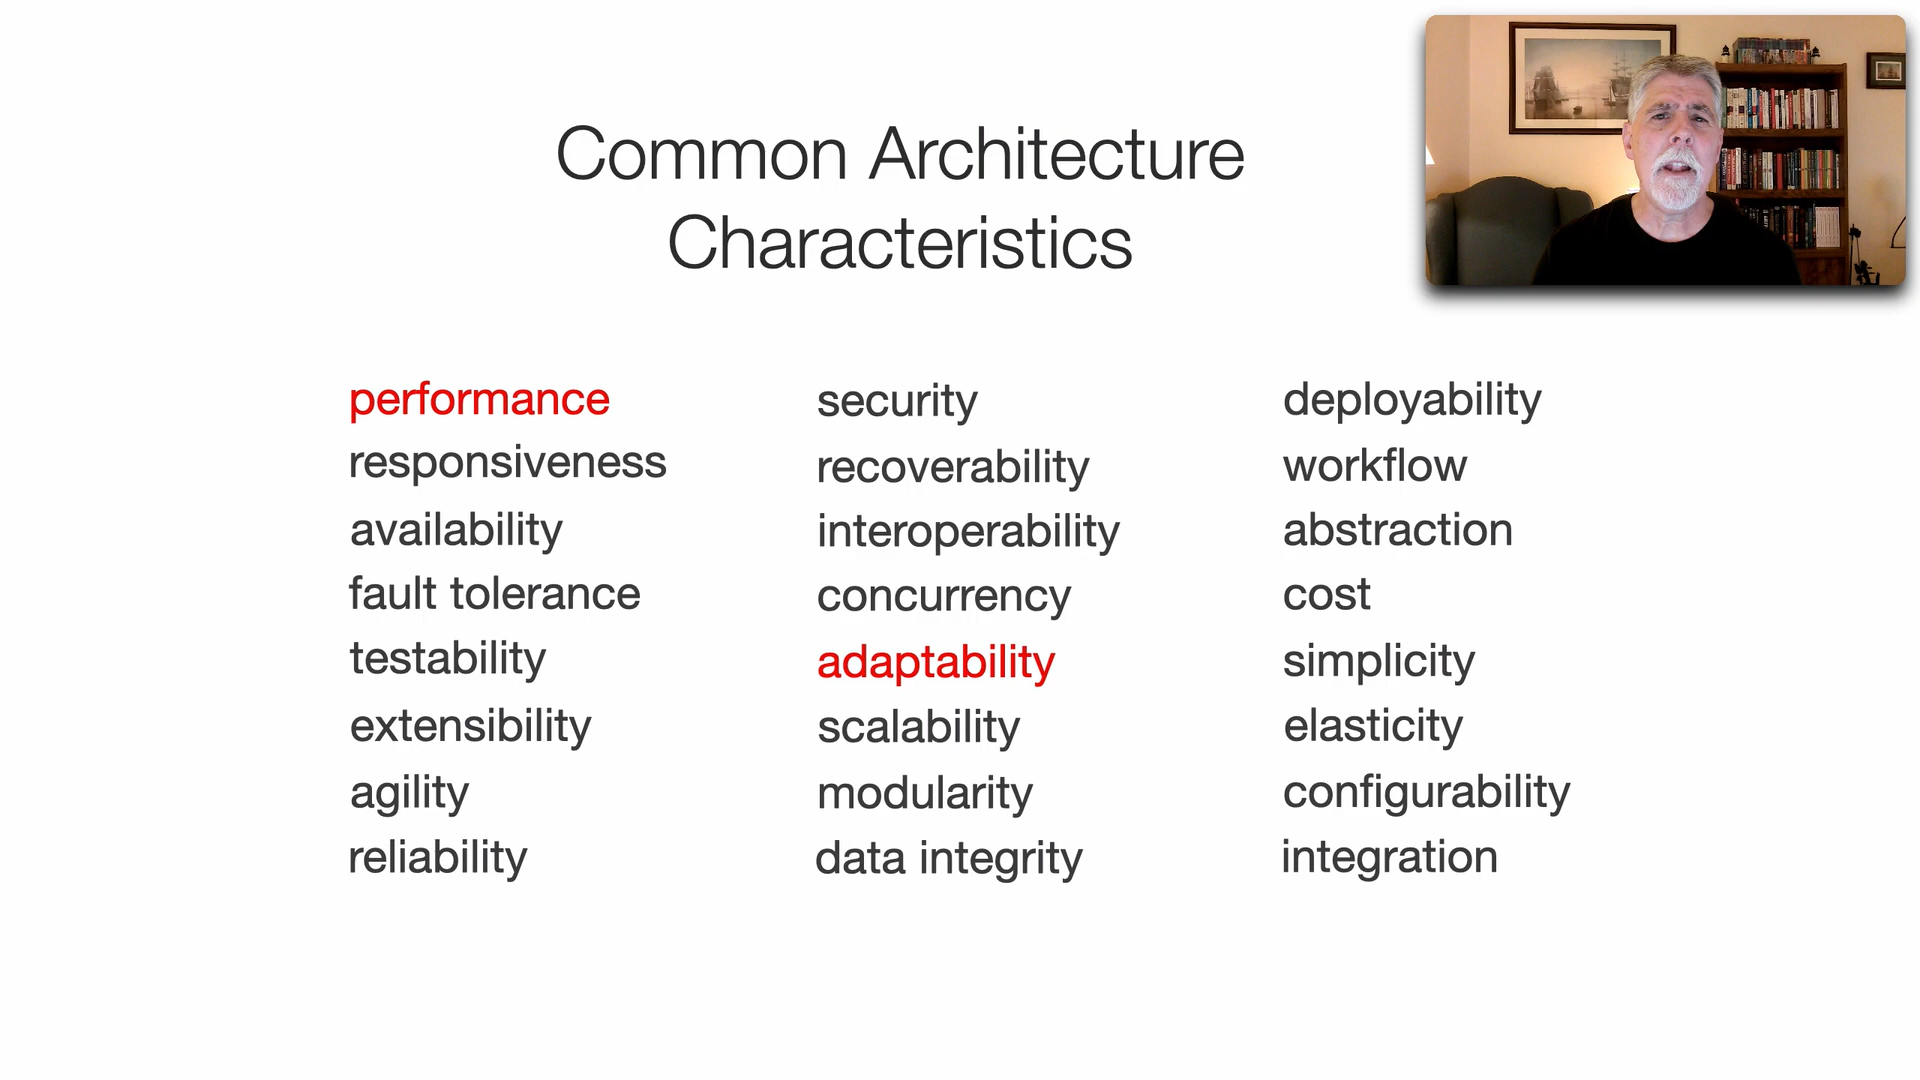 Common Architecture
Characteristics
performance
responsiveness
availability
fault tolerance
testability
extensibility
agility
reliability
security
recoverability
interoperability
concurrency
adaptability
scalability
modularity
data integrity
deployability
workflow
abstraction
cost
simplicity
elasticity
configurability
integration